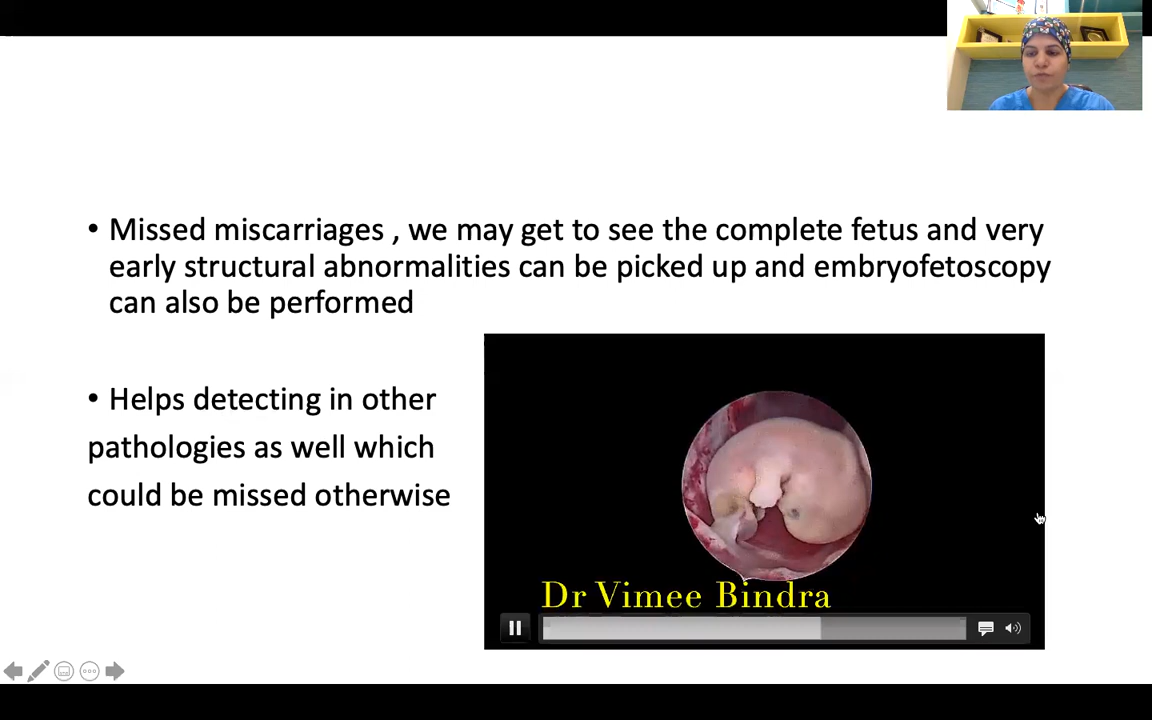 • Missed miscarriages , we may get to see the complete fetus and very
early structural abnormalities can be picked up and embryofetoscopy
can also be performed
• Helps detecting in other
pathologies as well which
could be missed otherwise
Dr Vimee Bindra